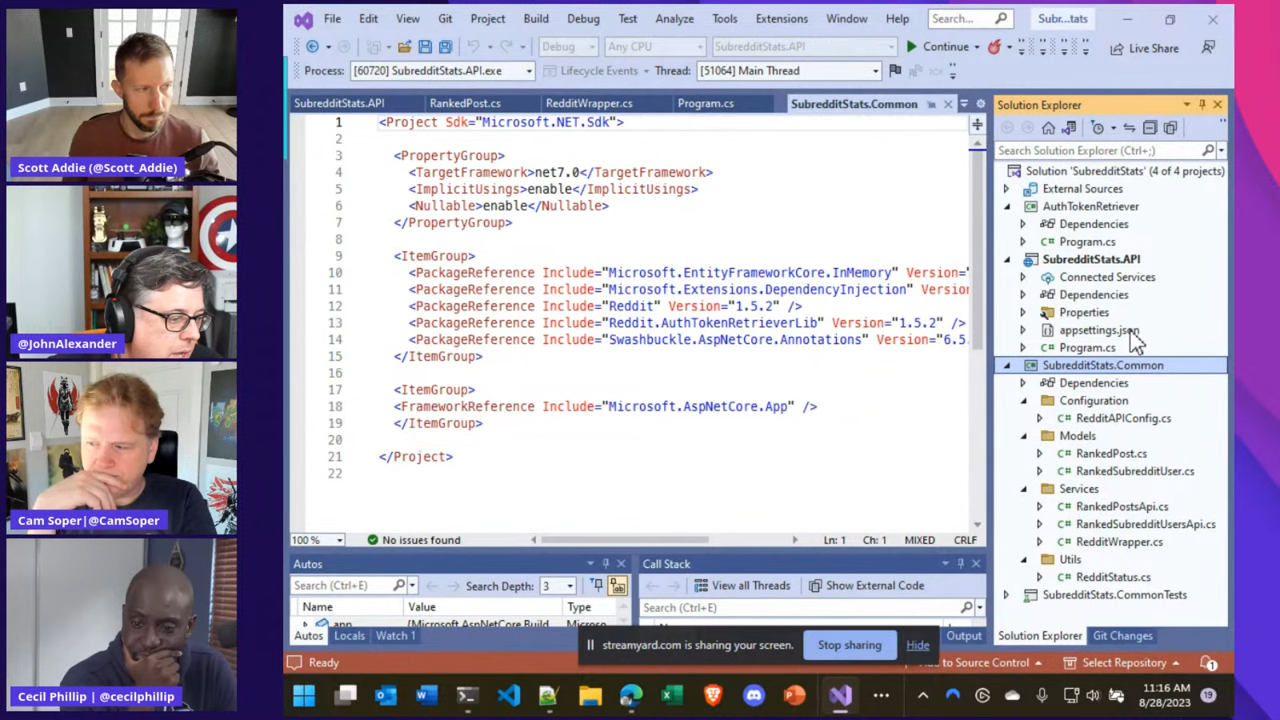 Scott Addie (@Scott_Addie)
@JohnAlexander
Cam Soper|@CamSoper
Cecil Phillip | @cecilphillip
File Edit View Git Project Build Debug Test Analyze Tools Extensions Window Help Search... Subr...tats
Debug Any CPU SubredditStats.API Continue Live Share
Process: [60720] SubredditStats.API.exe Lifecycle Events Thread: [51064] Main Thread
SubredditStats.API RankedPost.cs RedditWrapper.cs Program.cs SubredditStats.Common
1 <Project Sdk="Microsoft.NET.Sdk">
2
3 <PropertyGroup>
4 <TargetFramework>net7.0</TargetFramework>
5 <ImplicitUsings>enable</ImplicitUsings>
6 <Nullable>enable</Nullable>
7 </PropertyGroup>
8
9 <ItemGroup>
10 <PackageReference Include="Microsoft.EntityFrameworkCore.InMemory" Version="
11 <PackageReference Include="Microsoft.Extensions.DependencyInjection" Version=
12 <PackageReference Include="Reddit" Version="1.5.2" />
13 <PackageReference Include="Reddit.AuthTokenRetrieverLib" Version="1.5.2" />
14 <PackageReference Include="Swashbuckle.AspNetCore.Annotations" Version="6.5.
15 </ItemGroup>
16
17 <ItemGroup>
18 <FrameworkReference Include="Microsoft.AspNetCore.App" />
19 </ItemGroup>
20
21 </Project>
22
100 % No issues found Ln: 1 Ch: 1 MIXED CRLF
Autos
Search (Ctrl+E) Search Depth: 3
Name Value Type
app {Microsoft.AspNetCore.Build
Autos Locals Watch 1
Call Stack
View all Threads Show External Code
Search (Ctrl+E)
Output
Solution Explorer
Search Solution Explorer (Ctrl+;)
Solution 'SubredditStats' (4 of 4 projects)
External Sources
AuthTokenRetriever
Dependencies
C# Program.cs
SubredditStats.API
Connected Services
Dependencies
Properties
appsettings.json
C# Program.cs
SubredditStats.Common
Dependencies
Configuration
C# RedditAPIConfig.cs
Models
C# RankedPost.cs
C# RankedSubredditUser.cs
Services
C# RankedPostsApi.cs
C# RankedSubredditUsersApi.cs
C# RedditWrapper.cs
Utils
C# RedditStatus.cs
SubredditStats.CommonTests
Solution Explorer Git Changes
streamyard.com is sharing your screen. Stop sharing Hide
Ready to Source Control Select Repository 1
11:16 AM
8/28/2023
19